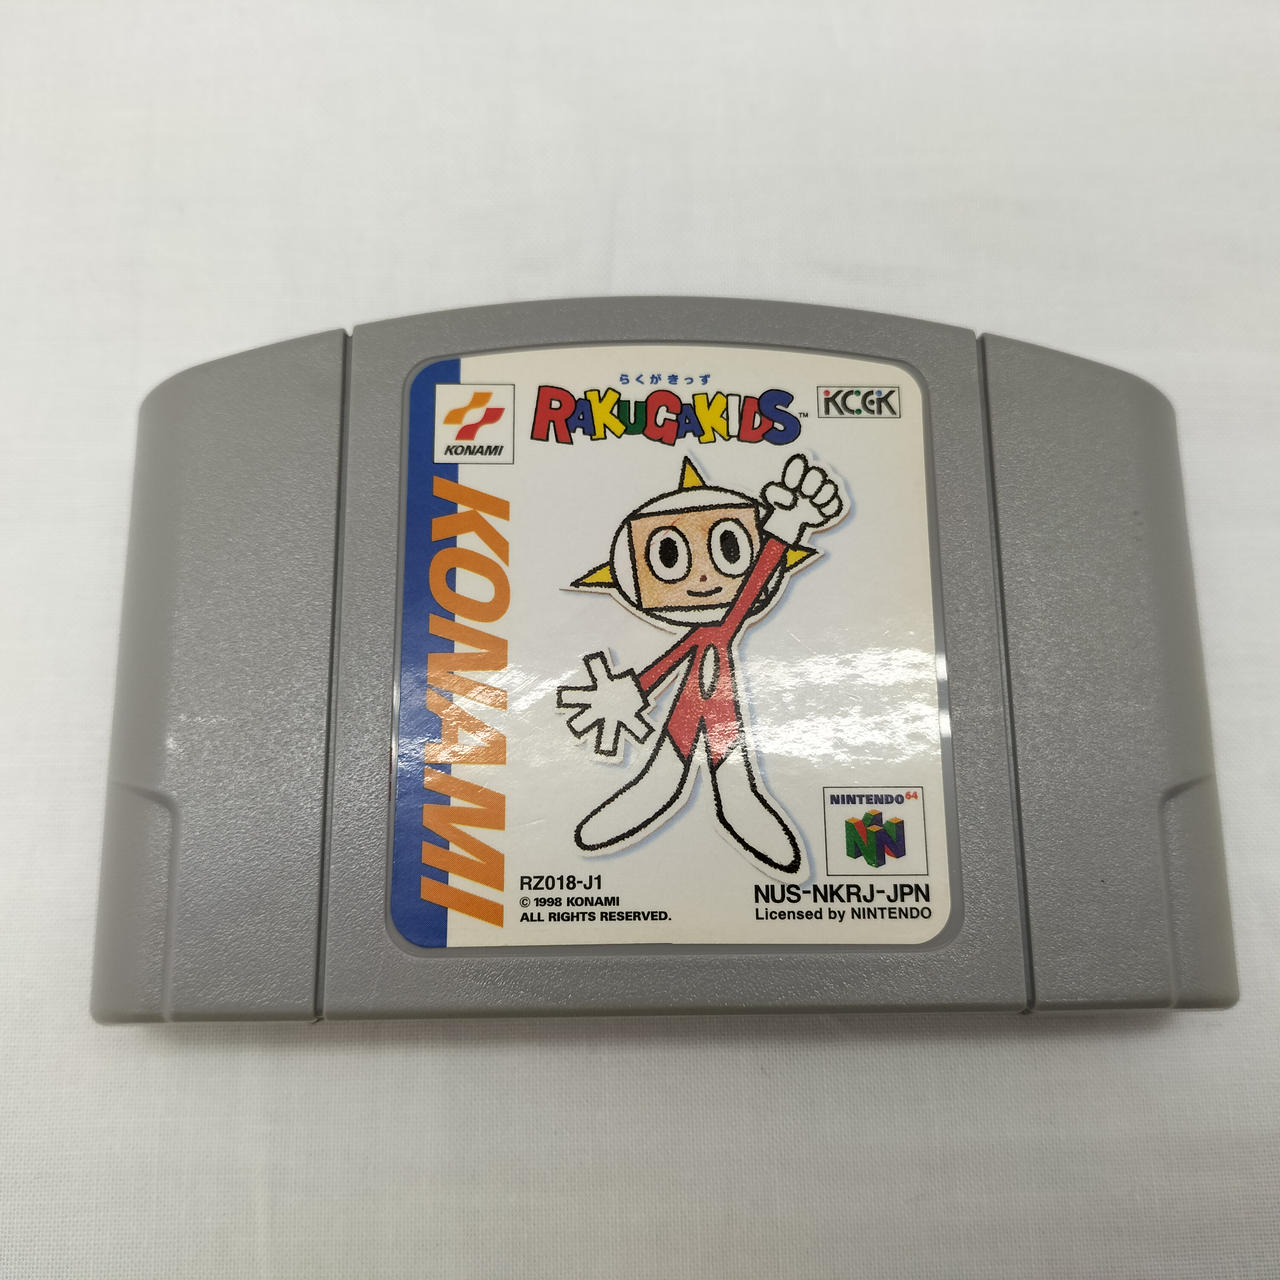 らくがきっず
RAKUGAKIDS™
KCEK
KONAMI
KONAMI
NINTENDO⁶⁴
RZ018-J1
© 1998 KONAMI
ALL RIGHTS RESERVED.
NUS-NKRJ-JPN
Licensed by NINTENDO